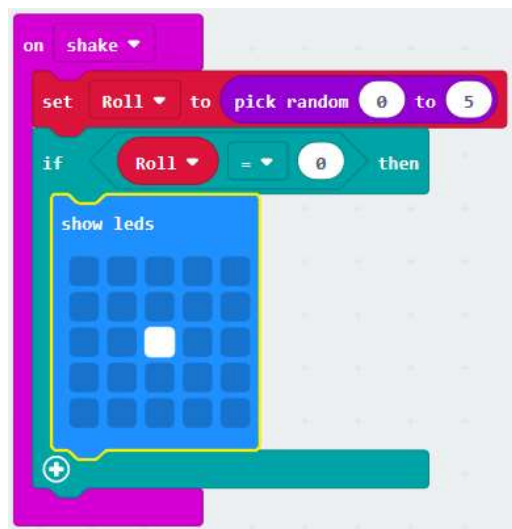 on shake
set Roll to pick random 0 to 5
if Roll = 0 then
show leds